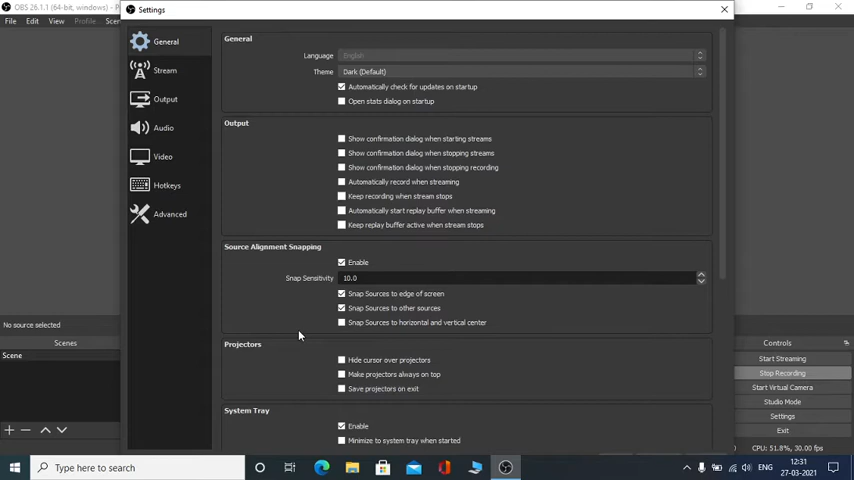 OBS 26.1.1 (64-bit, windows) - P
File
Edit
View
Profile
Scen
Settings
General
Stream
Output
Audio
Video
Hotkeys
Advanced
General
Language
English
Theme
Dark (Default)
Automatically check for updates on startup
Open stats dialog on startup
Output
Show confirmation dialog when starting streams
Show confirmation dialog when stopping streams
Show confirmation dialog when stopping recording
Automatically record when streaming
Keep recording when stream stops
Automatically start replay buffer when streaming
Keep replay buffer active when stream stops
Source Alignment Snapping
Enable
Snap Sensitivity
10.0
Snap Sources to edge of screen
Snap Sources to other sources
Snap Sources to horizontal and vertical center
Projectors
Hide cursor over projectors
Make projectors always on top
Save projectors on exit
System Tray
Enable
Minimize to system tray when started
No source selected
Scenes
Scene
Controls
Start Streaming
Stop Recording
Start Virtual Camera
Studio Mode
Settings
Exit
CPU: 51.8%, 30.00 fps
Type here to search
ENG
12:31
27-03-2021